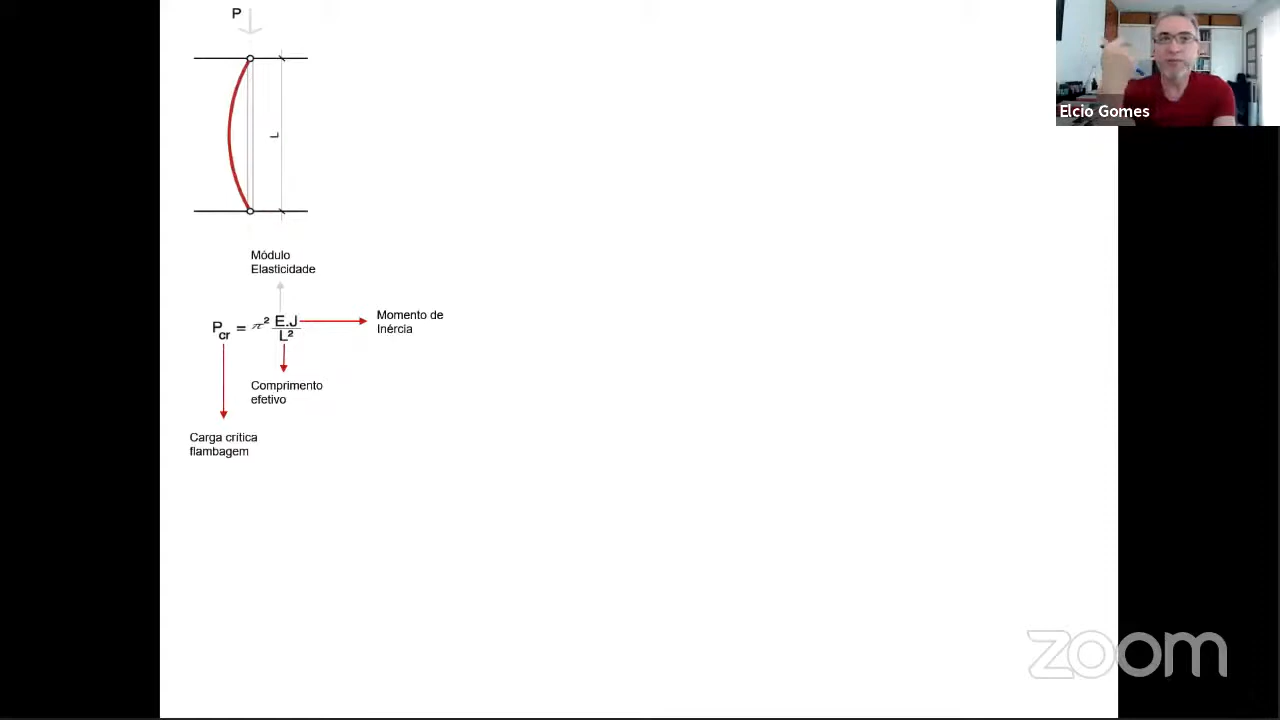 P
Elcio Gomes
L
Módulo
Elasticidade
Pcr = π² E.J
L²
Momento de
Inércia
Comprimento
efetivo
Carga crítica
flambagem
zoom